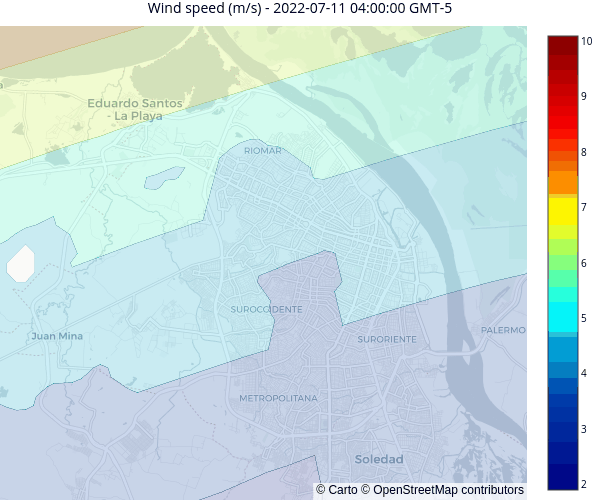 Wind speed (m/s) - 2022-07-11 04:00:00 GMT-5
10
9
8
7
6
5
4
3
2
Eduardo Santos
- La Playa
RIOMAR
SUROCCIDENTE
Juan Mina
SURORIENTE
PALERMO
METROPOLITANA
Soledad
© Carto © OpenStreetMap contributors